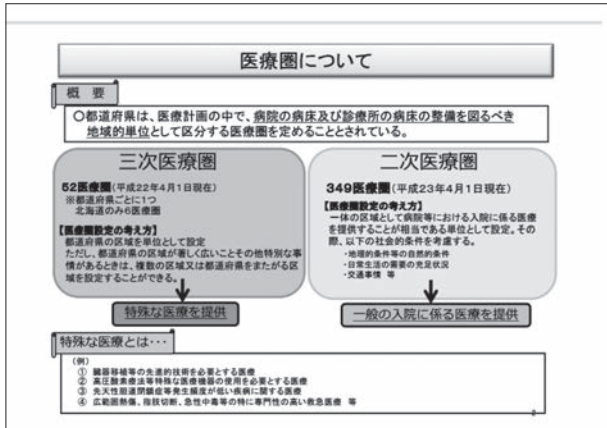 医療圏について
概 要
○都道府県は、医療計画の中で、病院の病床及び診療所の病床の整備を図るべき
地域的単位として区分する医療圏を定めることとされている。
三次医療圏
52医療圏(平成22年4月1日現在)
※都道府県ごとに1つ
北海道のみ6医療圏
【医療圏設定の考え方】
都道府県の区域を単位として設定
ただし、都道府県の区域が著しく広いことその他特別な事
情があるときは、複数の区域又は都道府県をまたがる区
域を設定することができる。
特殊な医療を提供
二次医療圏
349医療圏(平成23年4月1日現在)
【医療圏設定の考え方】
一体の区域として病院等における入院に係る医療
を提供することが相当である単位として設定。その
際、以下の社会的条件を考慮する。
・地理的条件等の自然的条件
・日常生活の需要の充足状況
・交通事情 等
一般の入院に係る医療を提供
特殊な医療とは・・・
(例)
① 臓器移植等の先進的技術を必要とする医療
② 高圧酸素療法等特殊な医療機器の使用を必要とする医療
③ 先天性胆道閉鎖症等発生頻度が低い疾病に関する医療
④ 広範囲熱傷、指肢切断、急性中毒等の特に専門性の高い救急医療 等
2